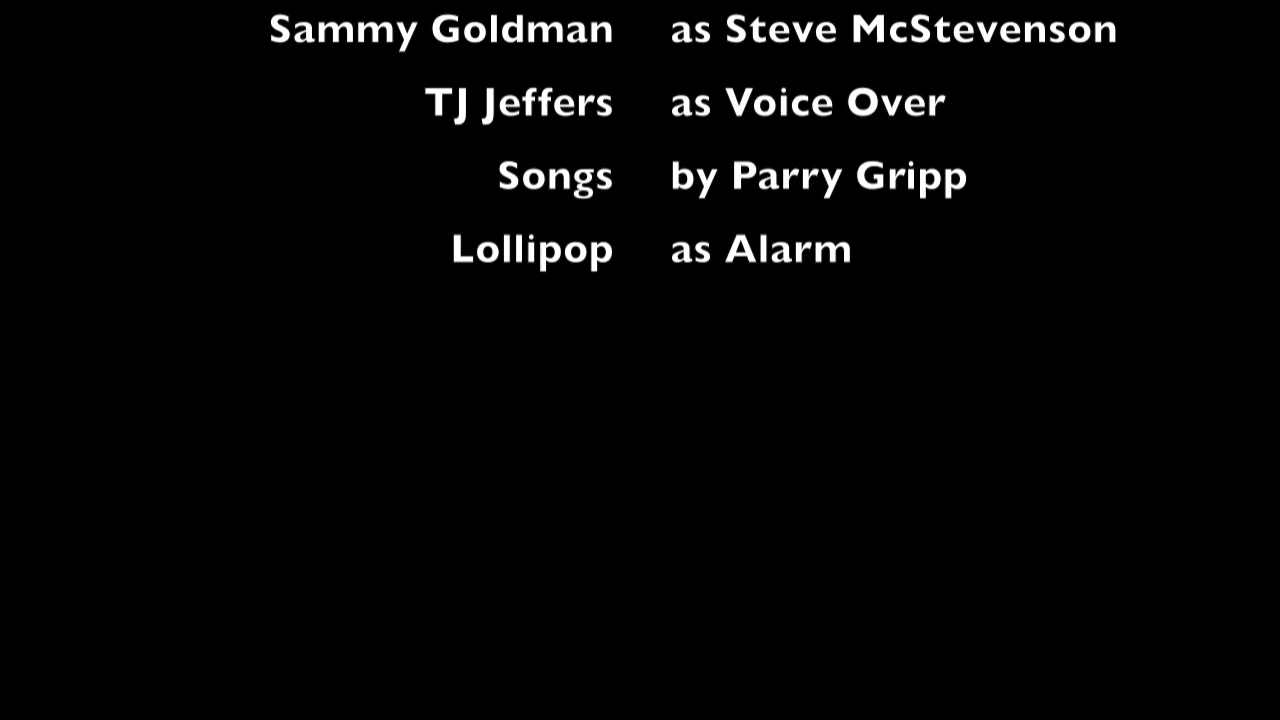 Sammy Goldman as Steve McStevenson
TJ Jeffers as Voice Over
Songs by Parry Gripp
Lollipop as Alarm